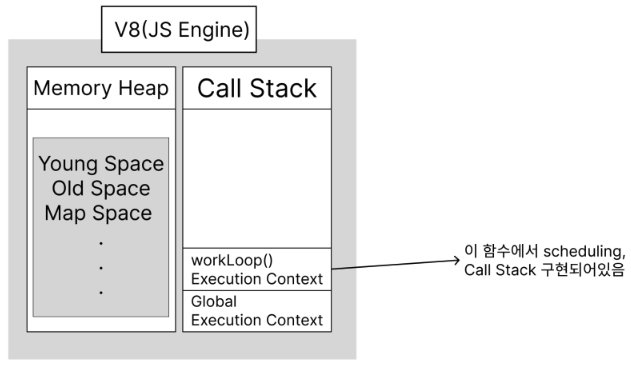 V8(JS Engine)
Memory Heap
Call Stack
Young Space
Old Space
Map Space
.
.
.
workLoop()
Execution Context
Global
Execution Context
이 함수에서 scheduling,
Call Stack 구현되어있음